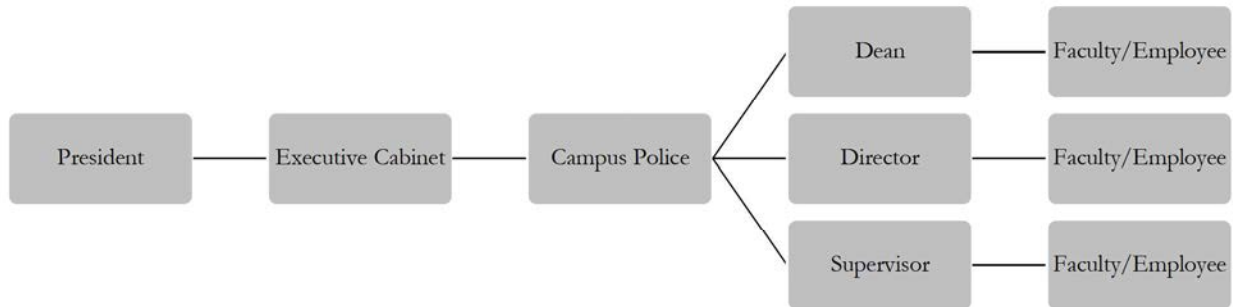 President
Executive Cabinet
Campus Police
Dean
Faculty/Employee
Director
Faculty/Employee
Supervisor
Faculty/Employee